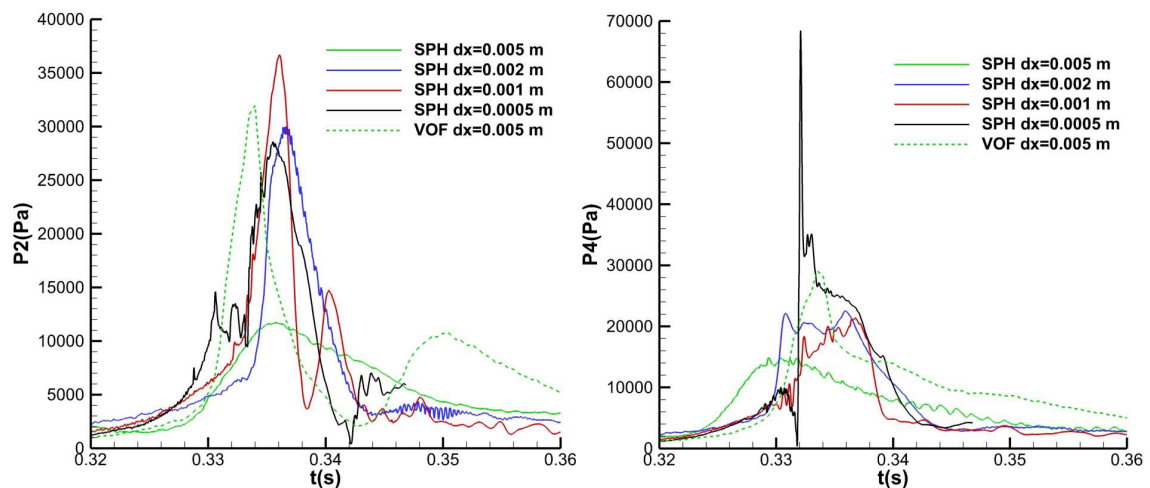 40000
35000
30000
25000
20000
15000
10000
5000
0
P2(Pa)
0.32
0.33
0.34
0.35
0.36
t(s)
SPH dx=0.005 m
SPH dx=0.002 m
SPH dx=0.001 m
SPH dx=0.0005 m
VOF dx=0.005 m
70000
60000
50000
40000
30000
20000
10000
0
P4(Pa)
0.32
0.33
0.34
0.35
0.36
t(s)
SPH dx=0.005 m
SPH dx=0.002 m
SPH dx=0.001 m
SPH dx=0.0005 m
VOF dx=0.005 m